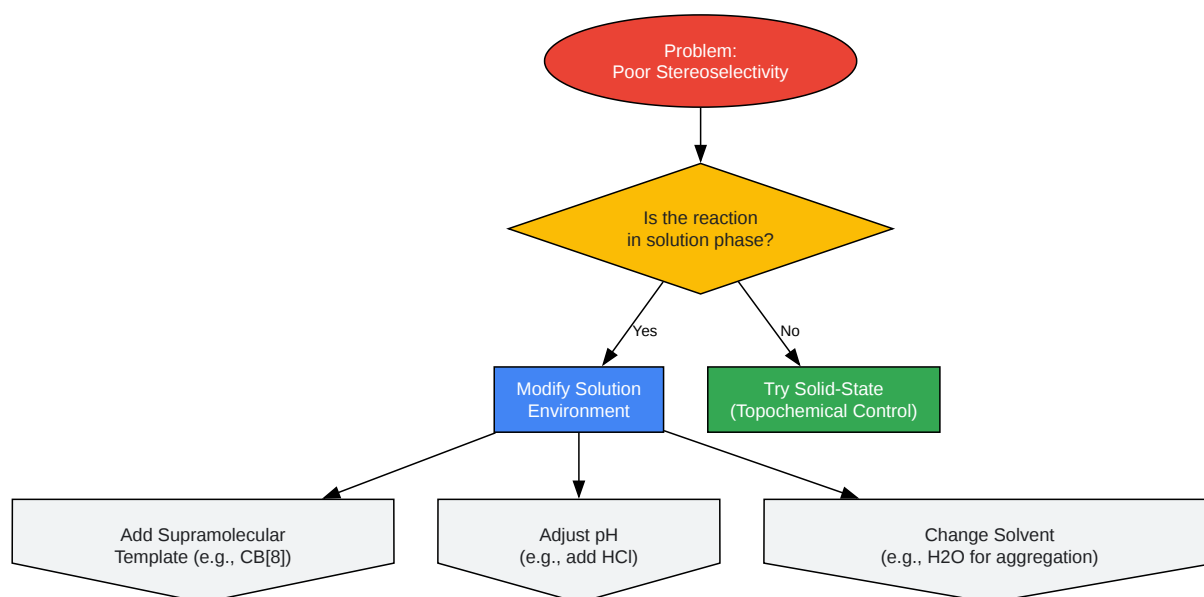 Problem:
Poor Stereoselectivity
Is the reaction
in solution phase?
Yes
No
Modify Solution
Environment
Try Solid-State
(Topochemical Control)
Add Supramolecular
Template (e.g., CB[8])
Adjust pH
(e.g., add HCl)
Change Solvent
(e.g., H2O for aggregation)